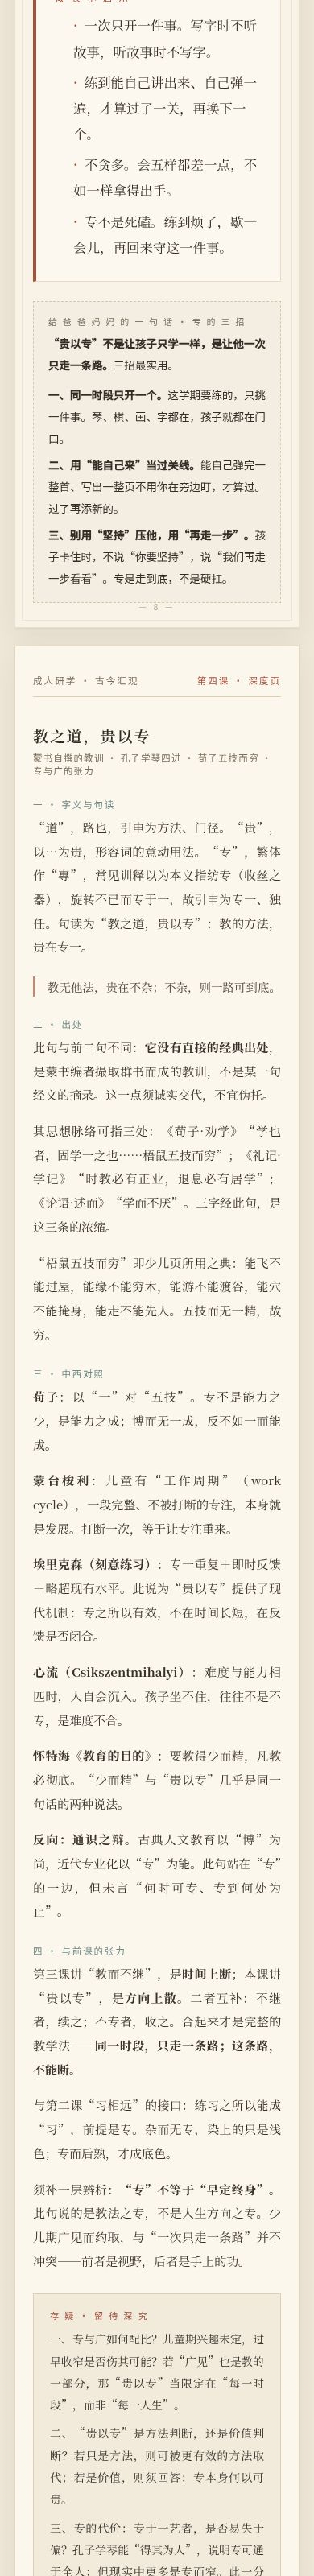 · 一次只开一件事。写字时不听
故事，听故事时不写字。
· 练到能自己讲出来、自己弹一
遍，才算过了一关，再换下一
个。
· 不贪多。会五样都差一点，不
如一样拿得出手。
· 专不是死磕。练到烦了，歇一
会儿，再回来守这一件事。
给爸爸妈妈的一句话 · 专的三招
“贵以专”不是让孩子只学一样，是让他一次
只走一条路。三招最实用。
一、同一时段只开一个。这学期要练的，只挑
一件事。琴、棋、画、字都在，孩子就都在门
口。
二、用“能自己来”当过关线。能自己弹完一
整首、写出一整页不用你在旁边盯，才算过。
过了再添新的。
三、别用“坚持”压他，用“再走一步”。孩
子卡住时，不说“你要坚持”，说“我们再走
一步看看”。专是走到底，不是硬扛。
— 8 —
成人研学 · 古今汇观 第四课 · 深度页
教之道，贵以专
蒙书自撰的教训 · 孔子学琴四进 · 荀子五技而穷 ·
专与广的张力
一 · 字义与句读
“道”，路也，引申为方法、门径。“贵”，
以…为贵，形容词的意动用法。“专”，繁体
作“專”，常见训释以为本义指纺专（收丝之
器），旋转不已而专于一，故引申为专一、独
任。句读为“教之道，贵以专”：教的方法，
贵在专一。
教无他法，贵在不杂；不杂，则一路可到底。
二 · 出处
此句与前二句不同：它没有直接的经典出处，
是蒙书编者撮取群书而成的教训，不是某一句
经文的摘录。这一点须诚实交代，不宜伪托。
其思想脉络可指三处：《荀子·劝学》“学也
者，固学一之也……梧鼠五技而穷”；《礼记·
学记》“时教必有正业，退息必有居学”；
《论语·述而》“学而不厌”。三字经此句，是
这三条的浓缩。
“梧鼠五技而穷”即少儿页所用之典：能飞不
能过屋，能缘不能穷木，能游不能渡谷，能穴
不能掩身，能走不能先人。五技而无一精，故
穷。
三 · 中西对照
荀子：以“一”对“五技”。专不是能力之
少，是能力之成；博而无一成，反不如一而能
成。
蒙台梭利：儿童有“工作周期”（work
cycle），一段完整、不被打断的专注，本身就
是发展。打断一次，等于让专注重来。
埃里克森（刻意练习）：专一重复＋即时反馈
＋略超现有水平。此说为“贵以专”提供了现
代机制：专之所以有效，不在时间长短，在反
馈是否闭合。
心流（Csikszentmihalyi）：难度与能力相
匹时，人自会沉入。孩子坐不住，往往不是不
专，是难度不合。
怀特海《教育的目的》：要教得少而精，凡教
必彻底。“少而精”与“贵以专”几乎是同一
句话的两种说法。
反向：通识之辩。古典人文教育以“博”为
尚，近代专业化以“专”为能。此句站在“专”
的一边，但未言“何时可专、专到何处为
止”。
四 · 与前课的张力
第三课讲“教而不继”，是时间上断；本课讲
“贵以专”，是方向上散。二者互补：不继
者，续之；不专者，收之。合起来才是完整的
教学法——同一时段，只走一条路；这条路，
不能断。
与第二课“习相远”的接口：练习之所以能成
“习”，前提是专。杂而无专，染上的只是浅
色；专而后熟，才成底色。
须补一层辨析：“专”不等于“早定终身”。
此句说的是教法之专，不是人生方向之专。少
儿期广见而约取，与“一次只走一条路”并不
冲突——前者是视野，后者是手上的功。
存疑 · 留待深究
一、专与广如何配比？儿童期兴趣未定，过
早收窄是否伤其可能？若“广见”也是教的
一部分，那“贵以专”当限定在“每一时
段”，而非“每一人生”。
二、“贵以专”是方法判断，还是价值判
断？若只是方法，则可被更有效的方法取
代；若是价值，则须回答：专本身何以可
贵。
三、专的代价：专于一艺者，是否易失于
偏？孔子学琴能“得其为人”，说明专可通
于全人；但现实中更多是专而窄。此一分